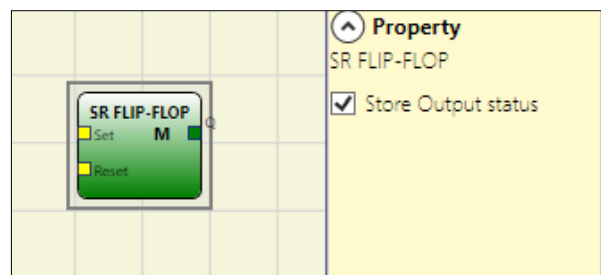 SR FLIP-FLOP
Set
M
Q
Reset
Property
SR FLIP-FLOP
Store Output status